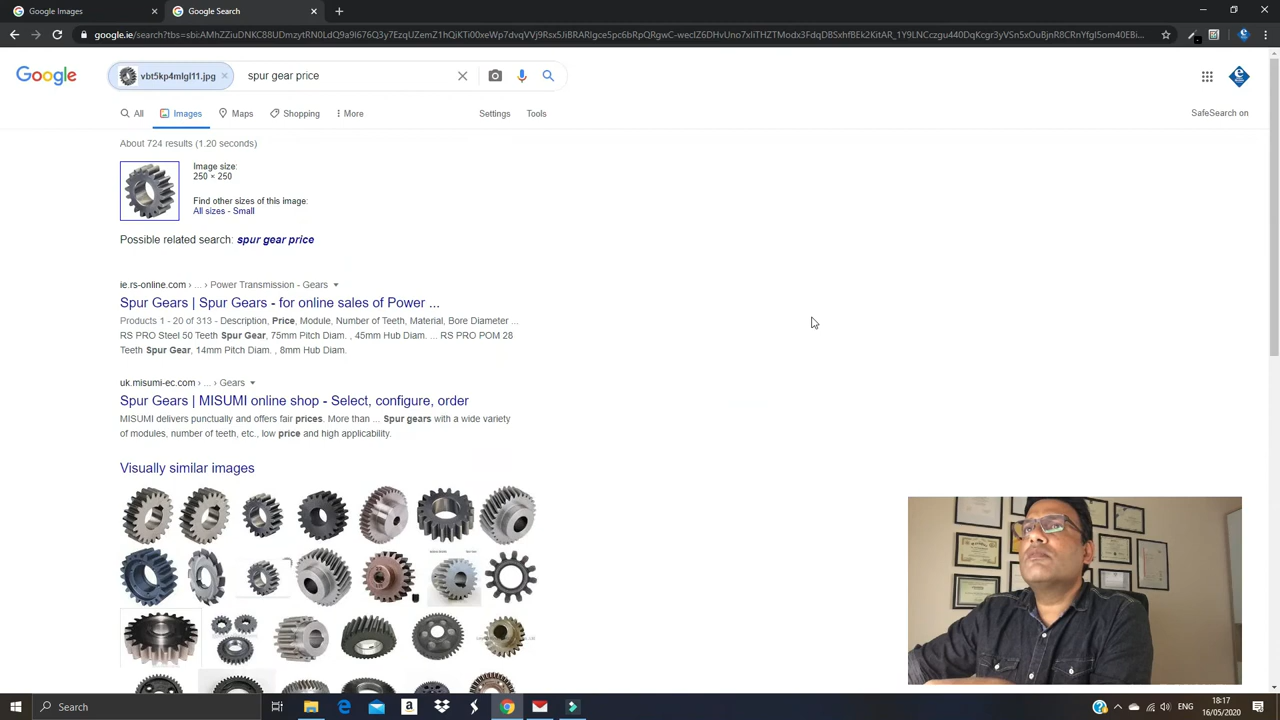 Google Images
Google Search
google.ie/search?tbs=sbi:
Google
vbt5kp4mlgl11.jpg
spur gear price
All
Images
Maps
Shopping
More
Settings
Tools
SafeSearch on
About 724 results (1.20 seconds)
Image size:
250 × 250
Find other sizes of this image:
All sizes - Small
Possible related search: spur gear price
ie.rs-online.com › ... › Power Transmission - Gears
Spur Gears | Spur Gears - for online sales of Power ...
Products 1 - 20 of 313 - Description, Price, Module, Number of Teeth, Material, Bore Diameter ...
RS PRO Steel 50 Teeth Spur Gear, 75mm Pitch Diam. , 45mm Hub Diam. ... RS PRO POM 28
Teeth Spur Gear, 14mm Pitch Diam. , 8mm Hub Diam.
uk.misumi-ec.com › ... › Gears
Spur Gears | MISUMI online shop - Select, configure, order
MISUMI delivers punctually and offers fair prices. More than ... Spur gears with a wide variety
of modules, number of teeth, etc., low price and high applicability.
Visually similar images
Search
18:17
16/05/2020